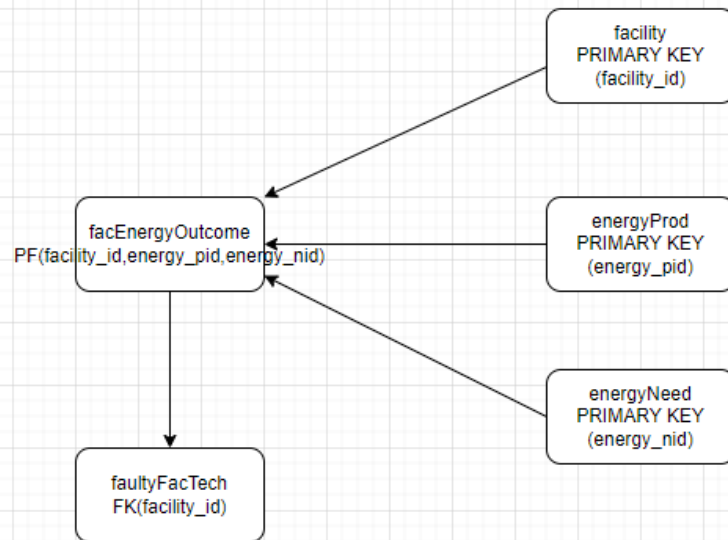 facility
PRIMARY KEY
(facility_id)
facEnergyOutcome
PF(facility_id,energy_pid,energy_nid)
energyProd
PRIMARY KEY
(energy_pid)
energyNeed
PRIMARY KEY
(energy_nid)
faultyFacTech
FK(facility_id)